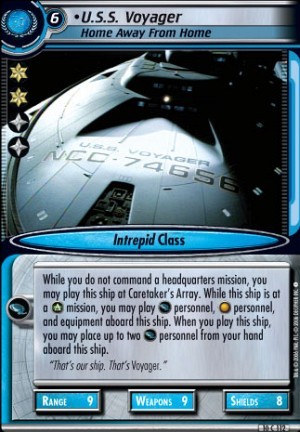 6 •U.S.S. Voyager
Home Away From Home
U.S.S. VOYAGER
NCC-74656
Intrepid Class
While you do not command a headquarters mission, you
may play this ship at Caretaker's Array. While this ship is at
a mission, you may play personnel, personnel,
and equipment aboard this ship. When you play this ship,
you may place up to two personnel from your hand
aboard this ship.
"That's our ship. That's Voyager."
RANGE 9 WEAPONS 9 SHIELDS 8